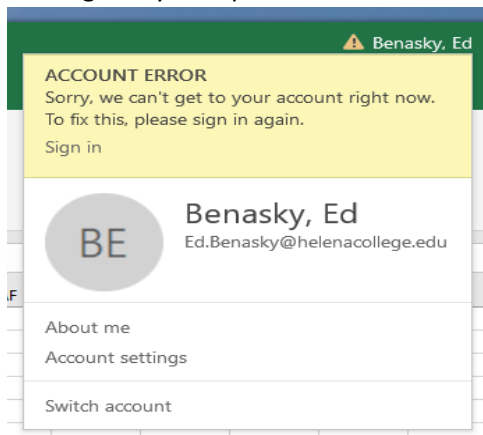 Benasky, Ed
ACCOUNT ERROR
Sorry, we can't get to your account right now.
To fix this, please sign in again.
Sign in
BE
Benasky, Ed
Ed.Benasky@helenacollege.edu
About me
Account settings
Switch account